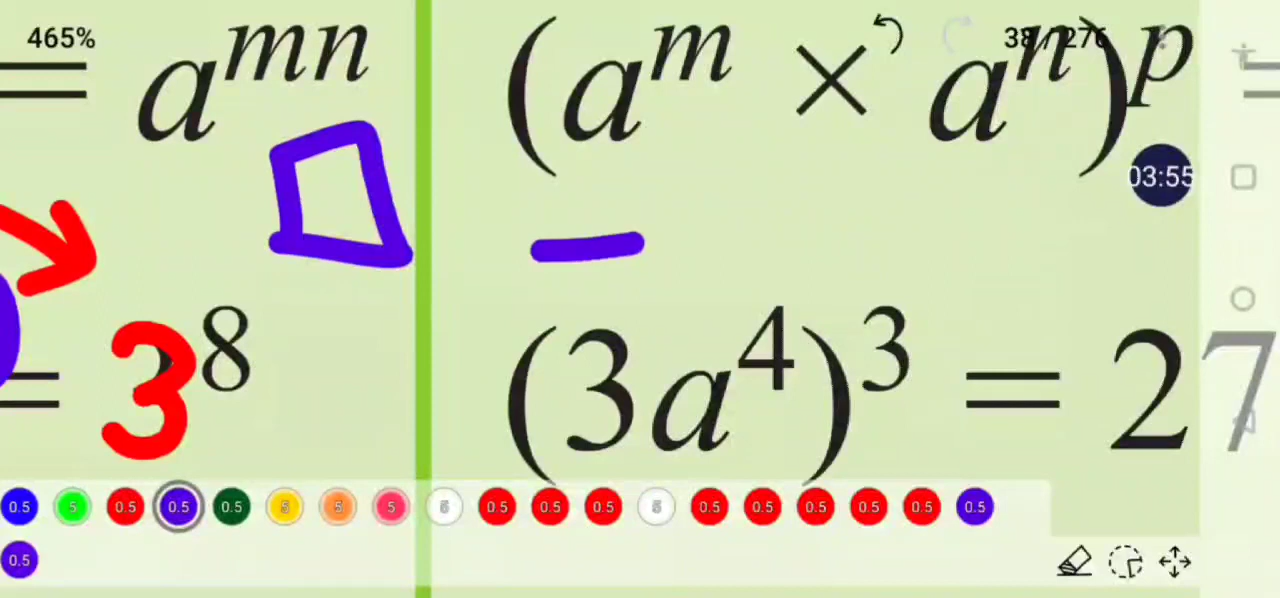 465%
38 / 276
= a^{mn}
(a^m × a^n)^p =
03:55
= 3^8
(3a^4)^3 = 27
0.5 5 0.5 0.5 0.5 5 5 5 5 0.5 0.5 0.5 5 0.5 0.5 0.5 0.5 0.5 0.5
0.5